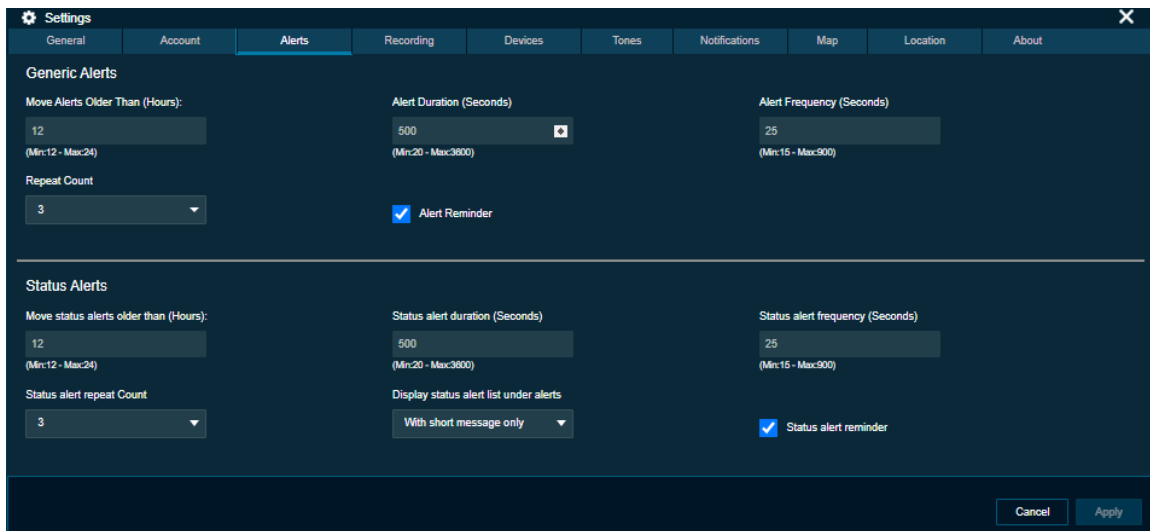 Settings
General Account Alerts Recording Devices Tones Notifications Map Location About
Generic Alerts
Move Alerts Older Than (Hours): Alert Duration (Seconds) Alert Frequency (Seconds)
12 500 25
(Min:12 - Max:24) (Min:20 - Max:3600) (Min:15 - Max:900)
Repeat Count
3 Alert Reminder
Status Alerts
Move status alerts older than (Hours): Status alert duration (Seconds) Status alert frequency (Seconds)
12 500 25
(Min:12 - Max:24) (Min:20 - Max:3600) (Min:15 - Max:900)
Status alert repeat Count Display status alert list under alerts
3 With short message only Status alert reminder
Cancel Apply